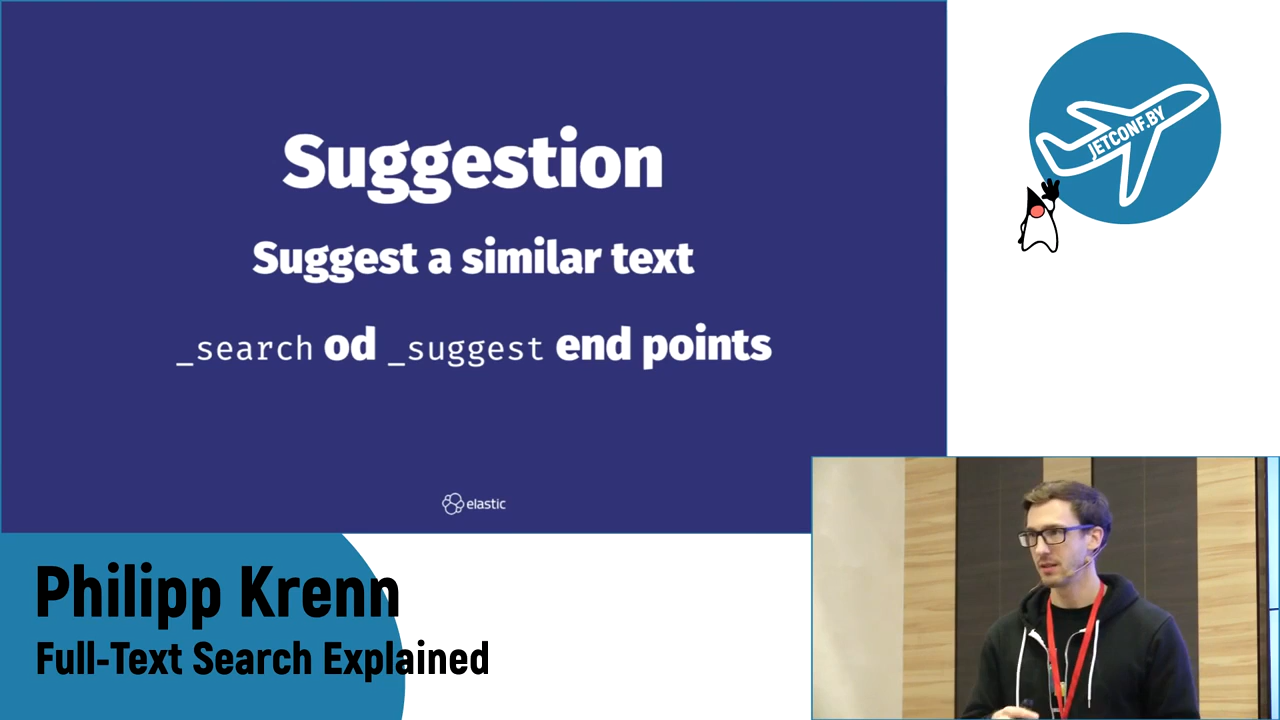 Suggestion
Suggest a similar text
_search od _suggest end points
elastic
JETCONF.BY
Philipp Krenn
Full-Text Search Explained